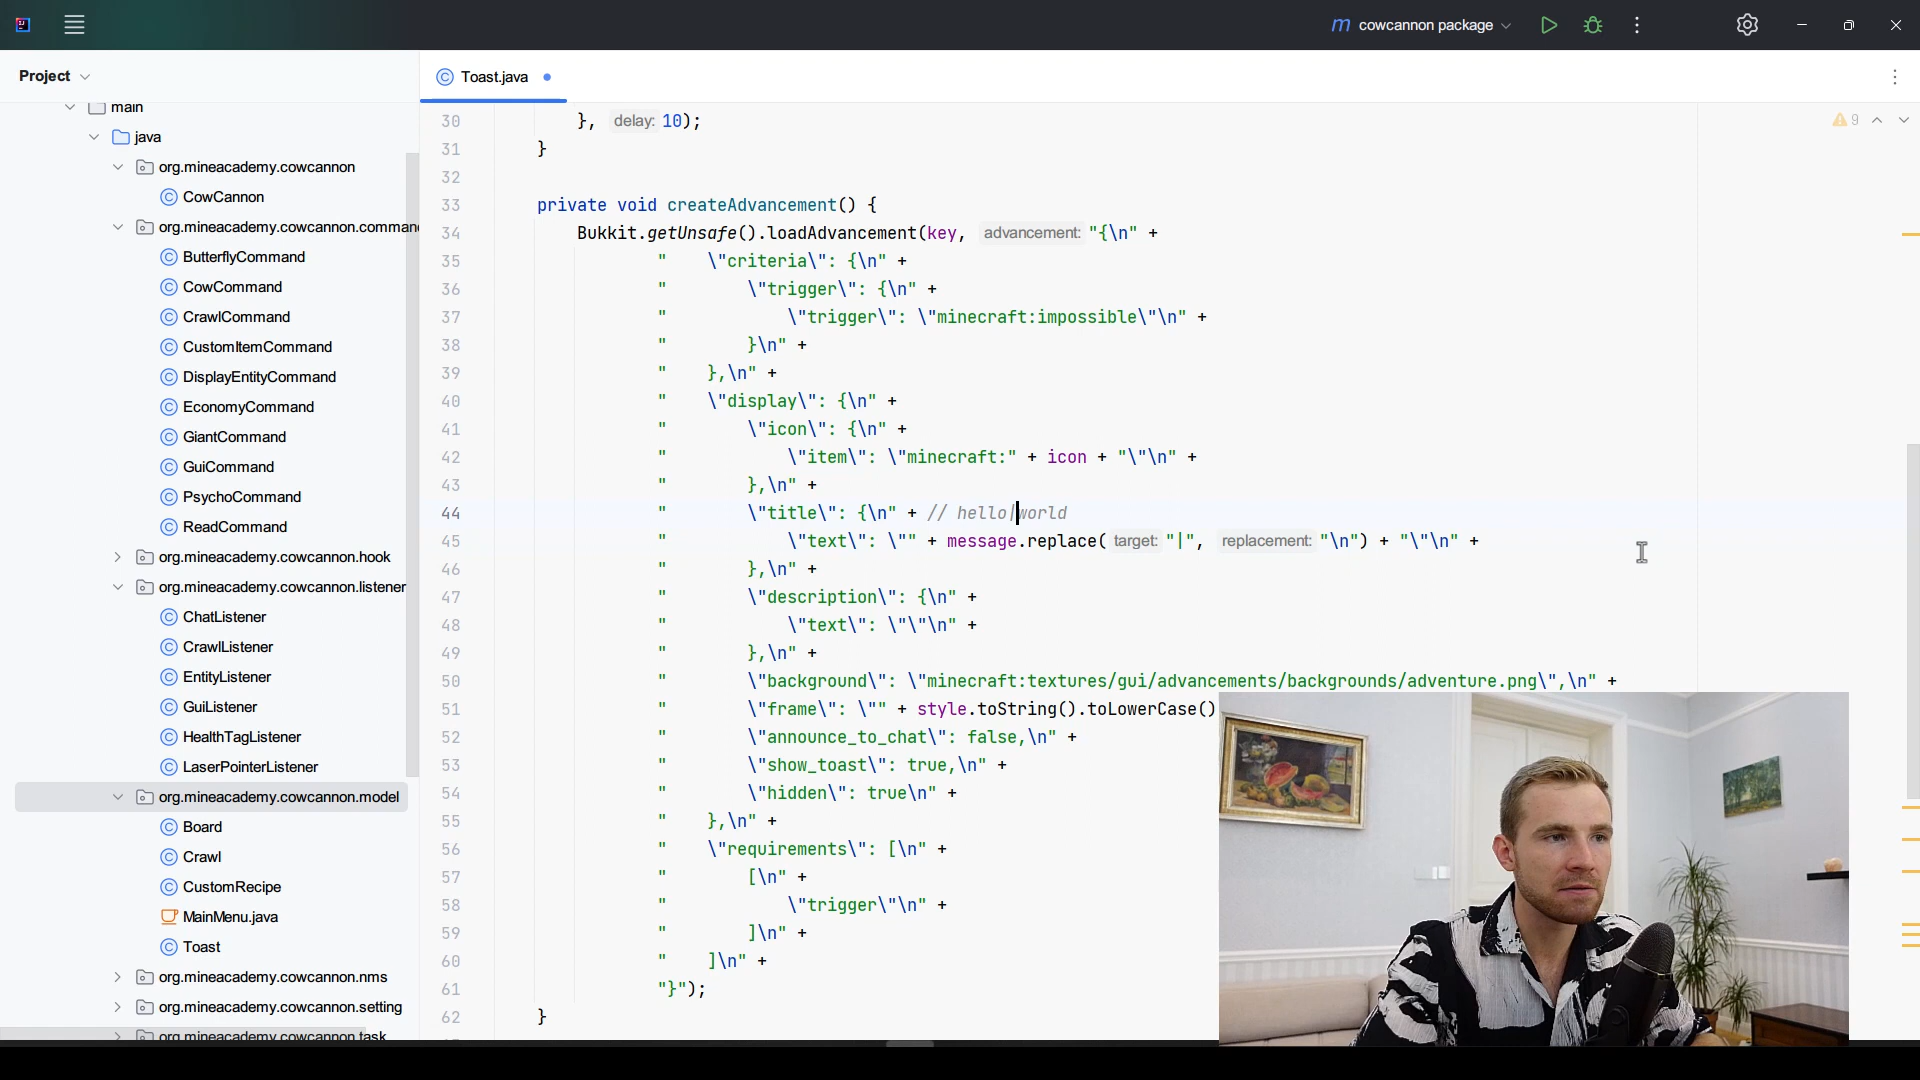 cowcannon package
Project
Toast.java
main
java
org.mineacademy.cowcannon
CowCannon
org.mineacademy.cowcannon.comman
ButterflyCommand
CowCommand
CrawlCommand
CustomItemCommand
DisplayEntityCommand
EconomyCommand
GiantCommand
GuiCommand
PsychoCommand
ReadCommand
org.mineacademy.cowcannon.hook
org.mineacademy.cowcannon.listener
ChatListener
CrawlListener
EntityListener
GuiListener
HealthTagListener
LaserPointerListener
org.mineacademy.cowcannon.model
Board
Crawl
CustomRecipe
MainMenu.java
Toast
org.mineacademy.cowcannon.nms
org.mineacademy.cowcannon.setting
org.mineacademy.cowcannon.task
9
30 }, delay: 10);
31 }
32
33 private void createAdvancement() {
34 Bukkit.getUnsafe().loadAdvancement(key, advancement: "{\n" +
35 "    \"criteria\": {\n" +
36 "        \"trigger\": {\n" +
37 "            \"trigger\": \"minecraft:impossible\"\n" +
38 "        }\n" +
39 "    },\n" +
40 "    \"display\": {\n" +
41 "        \"icon\": {\n" +
42 "            \"item\": \"minecraft:" + icon + "\"\n" +
43 "        },\n" +
44 "        \"title\": {\n" + // hello|world
45 "            \"text\": \"" + message.replace( target: "|", replacement: "\n") + "\"\n" +
46 "        },\n" +
47 "        \"description\": {\n" +
48 "            \"text\": \"\"\n" +
49 "        },\n" +
50 "        \"background\": \"minecraft:textures/gui/advancements/backgrounds/adventure.png\",\n" +
51 "        \"frame\": \"" + style.toString().toLowerCase()
52 "        \"announce_to_chat\": false,\n" +
53 "        \"show_toast\": true,\n" +
54 "        \"hidden\": true\n" +
55 "    },\n" +
56 "    \"requirements\": [\n" +
57 "        [\n" +
58 "            \"trigger\"\n" +
59 "        ]\n" +
60 "    ]\n" +
61 "}");
62 }